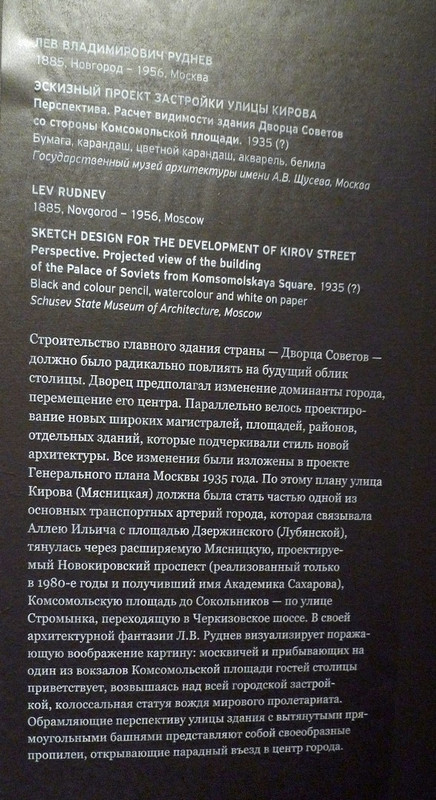 ЛЕВ ВЛАДИМИРОВИЧ РУДНЕВ
1885, Новгород – 1956, Москва
ЭСКИЗНЫЙ ПРОЕКТ ЗАСТРОЙКИ УЛИЦЫ КИРОВА
Перспектива. Расчет видимости здания Дворца Советов
со стороны Комсомольской площади. 1935 (?)
Бумага, карандаш, цветной карандаш, акварель, белила
Государственный музей архитектуры имени А.В. Щусева, Москва
LEV RUDNEV
1885, Novgorod – 1956, Moscow
SKETCH DESIGN FOR THE DEVELOPMENT OF KIROV STREET
Perspective. Projected view of the building
of the Palace of Soviets from Komsomolskaya Square. 1935 (?)
Black and colour pencil, watercolour and white on paper
Schusev State Museum of Architecture, Moscow
Строительство главного здания страны — Дворца Советов —
должно было радикально повлиять на будущий облик
столицы. Дворец предполагал изменение доминанты города,
перемещение его центра. Параллельно велось проектиро-
вание новых широких магистралей, площадей, районов,
отдельных зданий, которые подчеркивали стиль новой
архитектуры. Все изменения были изложены в проекте
Генерального плана Москвы 1935 года. По этому плану улица
Кирова (Мясницкая) должна была стать частью одной из
основных транспортных артерий города, которая связывала
Аллею Ильича с площадью Дзержинского (Лубянской),
тянулась через расширяемую Мясницкую, проектируе-
мый Новокировский проспект (реализованный только
в 1980-е годы и получивший имя Академика Сахарова),
Комсомольскую площадь до Сокольников — по улице
Стромынка, переходящую в Черкизовское шоссе. В своей
архитектурной фантазии Л.В. Руднев визуализирует поража-
ющую воображение картину: москвичей и прибывающих на
один из вокзалов Комсомольской площади гостей столицы
приветствует, возвышаясь над всей городской застрой-
кой, колоссальная статуя вождя мирового пролетариата.
Обрамляющие перспективу улицы здания с вытянутыми пря-
моугольными башнями представляют собой своеобразные
пропилеи, открывающие парадный въезд в центр города.